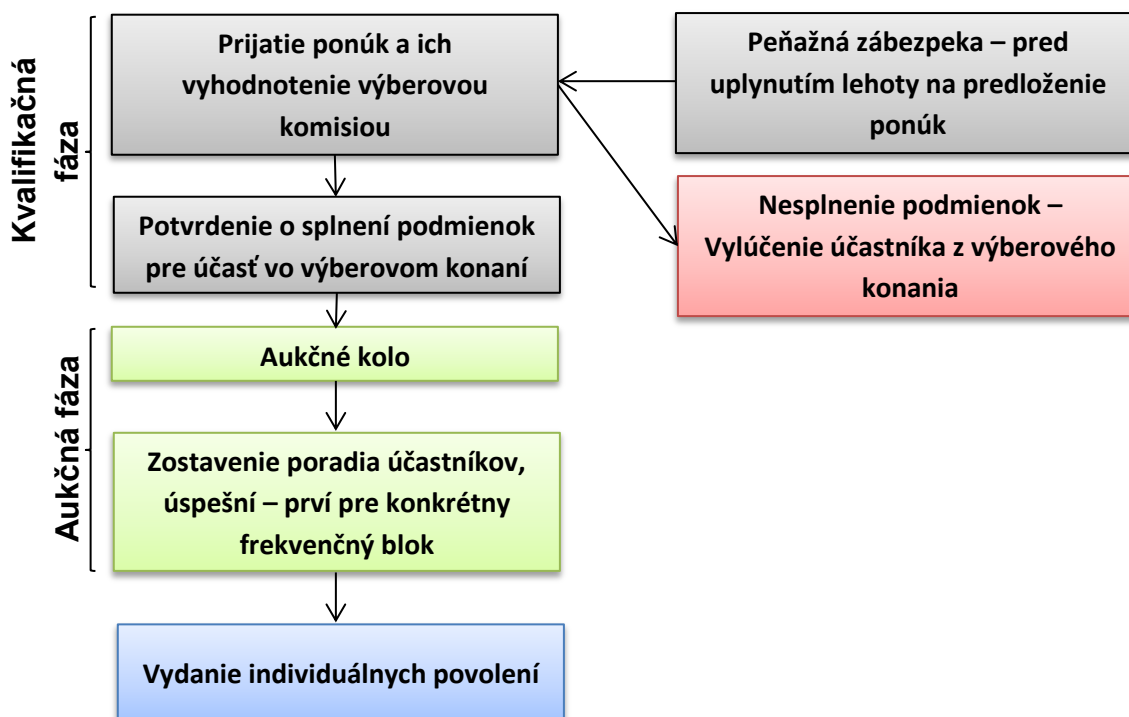 Kvalifikačná
fáza
Prijatie ponúk a ich
vyhodnotenie výberovou
komisiou
Peňažná zábezpeka – pred
uplynutím lehoty na predloženie
ponúk
Nesplnenie podmienok –
Vylúčenie účastníka z výberového
konania
Potvrdenie o splnení podmienok
pre účasť vo výberovom konaní
Aukčná fáza
Aukčné kolo
Zostavenie poradia účastníkov,
úspešní – prví pre konkrétny
frekvenčný blok
Vydanie individuálnych povolení